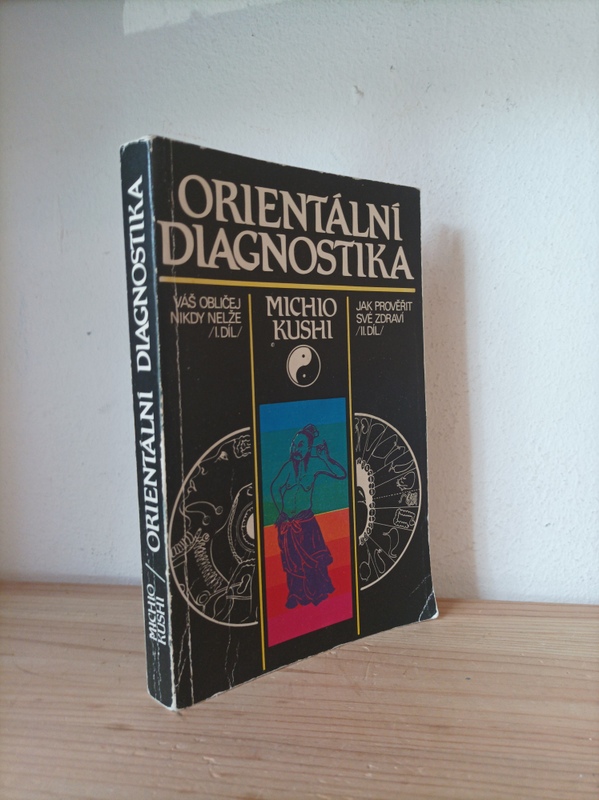 ORIENTÁLNÍ
DIAGNOSTIKA
VÁŠ OBLIČEJ
NIKDY NELŽE
/I. DÍL/
MICHIO
KUSHI
JAK PROVĚŘIT
SVÉ ZDRAVÍ
/II. DÍL/
MICHIO
KUSHI / ORIENTÁLNÍ DIAGNOSTIKA